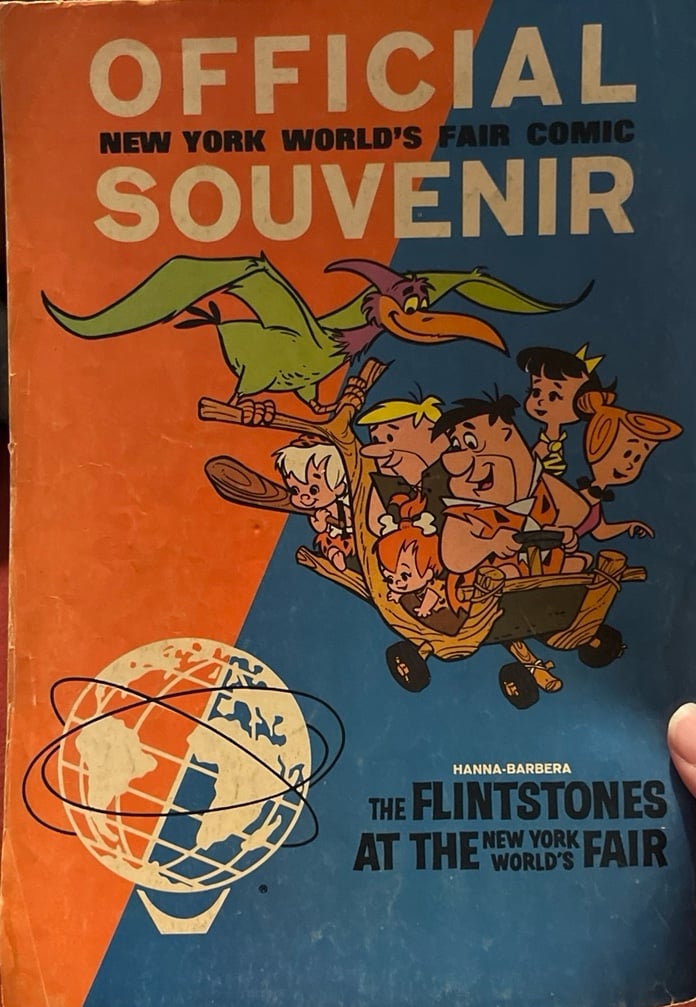 OFFICIAL
NEW YORK WORLD'S FAIR COMIC
SOUVENIR
HANNA-BARBERA
THE FLINTSTONES
AT THE NEW YORK WORLD'S FAIR
®